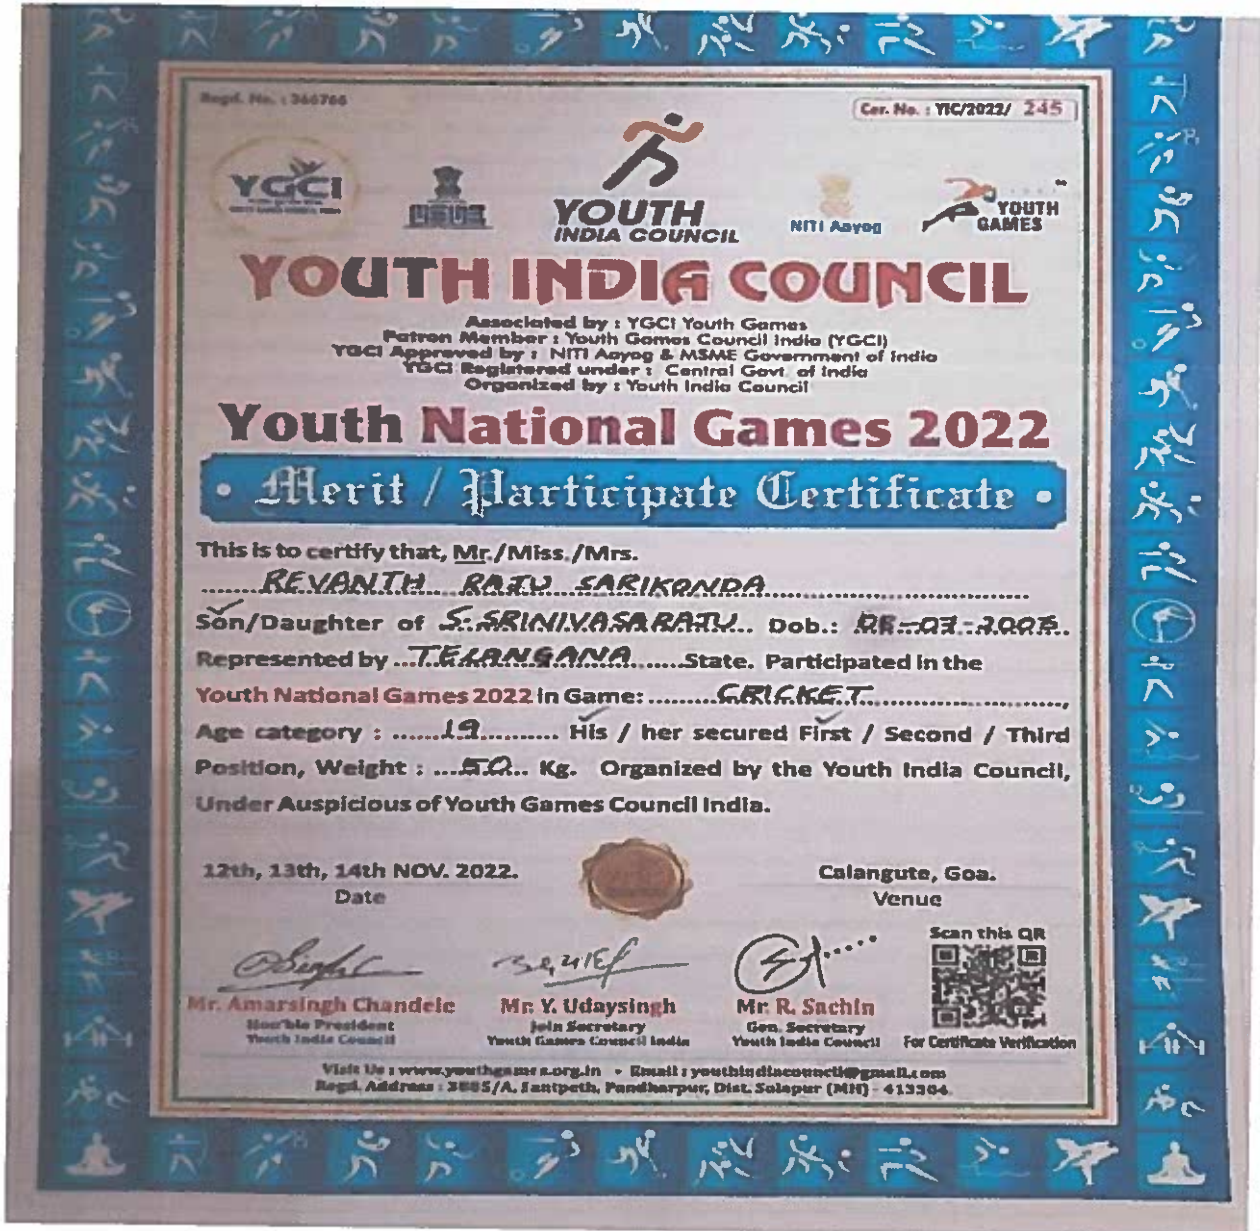 Regd. No. : 366766
Cer. No. : YIC/2022/ 245
YGCI
YOUTH
INDIA COUNCIL
NITI Aayog
YOUTH
GAMES
YOUTH INDIA COUNCIL
Associated by : YGCI Youth Games
Patron Member : Youth Games Council India (YGCI)
YGCI Approved by : NITI Aayog & MSME Government of India
YGCI Registered under : Central Govt. of India
Organized by : Youth India Council
Youth National Games 2022
• Merit / Participate Certificate •
This is to certify that, Mr./Miss./Mrs.
REVANTH RAJU SARIKONDA
Son/Daughter of S. SRINIVASARAJU Dob.: -07-
Represented by TELANGANA State. Participated in the
Youth National Games 2022 in Game: CRICKET,
Age category : 19 His / her secured First / Second / Third
Position, Weight : 50 Kg. Organized by the Youth India Council,
Under Auspicious of Youth Games Council India.
12th, 13th, 14th NOV. 2022.
Date
Calangute, Goa.
Venue
Scan this QR
Mr. Amarsingh Chandele
Hon'ble President
Youth India Council
Mr. Y. Udaysingh
Join Secretary
Youth Games Council India
Mr. R. Sachin
Gen. Secretary
Youth India Council
For Certificate Verification
Visit Us : www.youthgames.org.in • Email : youthindiacouncil@gmail.com
Regd. Address : 3885/A, Santpeth, Pandharpur, Dist. Solapur (MH) - 413304.